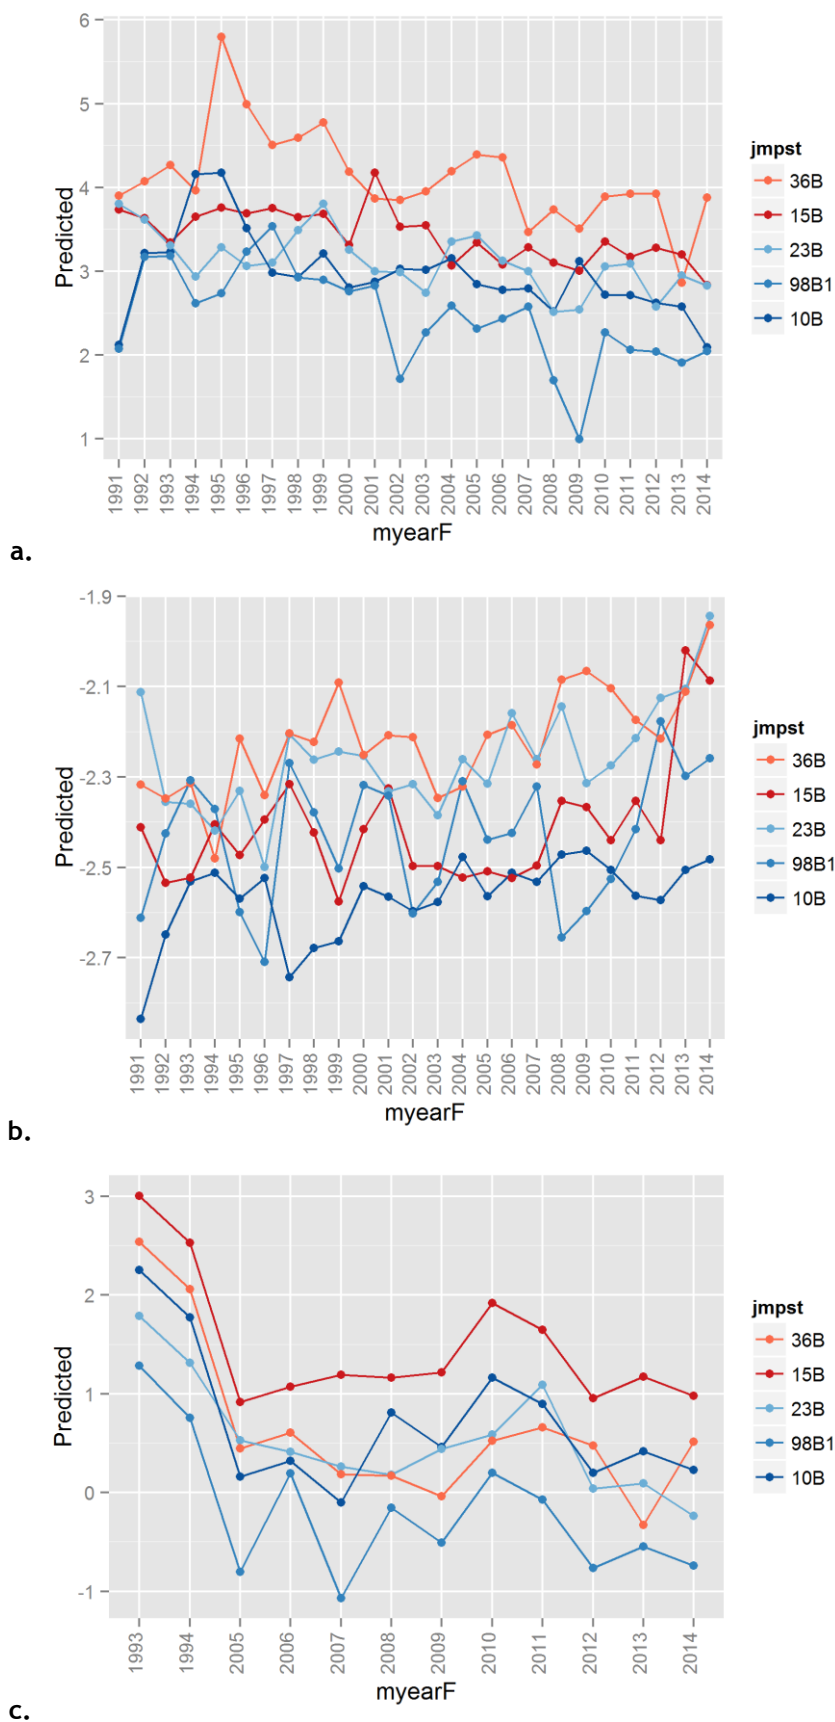 6
5
4
3
2
1
Predicted
1991 1992 1993 1994 1995 1996 1997 1998 1999 2000 2001 2002 2003 2004 2005 2006 2007 2008 2009 2010 2011 2012 2013 2014
myearF
jmpst
36B
15B
23B
98B1
10B
a.
-1.9
-2.1
-2.3
-2.5
-2.7
Predicted
1991 1992 1993 1994 1995 1996 1997 1998 1999 2000 2001 2002 2003 2004 2005 2006 2007 2008 2009 2010 2011 2012 2013 2014
myearF
jmpst
36B
15B
23B
98B1
10B
b.
3
2
1
0
-1
Predicted
1993 1994 2005 2006 2007 2008 2009 2010 2011 2012 2013 2014
myearF
jmpst
36B
15B
23B
98B1
10B
c.